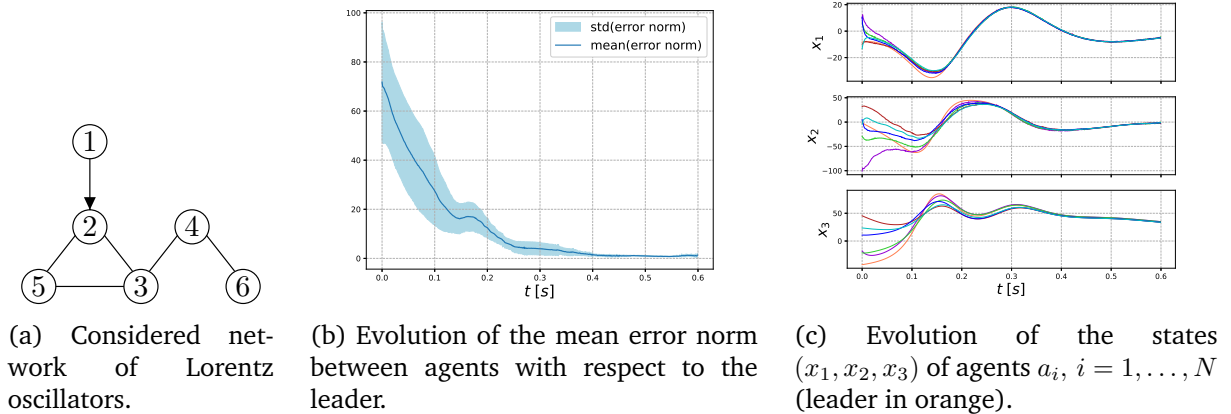 1
2
4
5
3
6
100
80
60
40
20
0
std(error norm)
mean(error norm)
0.0 0.1 0.2 0.3 0.4 0.5 0.6
t [s]
20
0
−20
x1
50
0
−50
−100
x2
50
0
x3
0.0 0.1 0.2 0.3 0.4 0.5 0.6
t [s]
(a) Considered net-
work of Lorentz
oscillators.
(b) Evolution of the mean error norm
between agents with respect to the
leader.
(c) Evolution of the states
(x1, x2, x3) of agents ai, i = 1, . . . , N
(leader in orange).